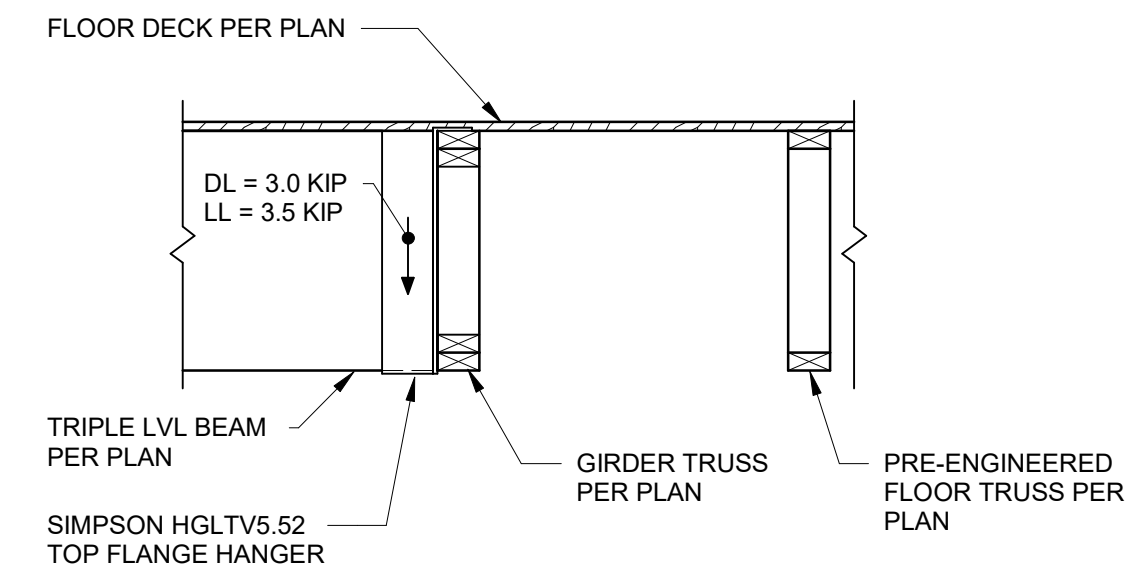 FLOOR DECK PER PLAN
DL = 3.0 KIP
LL = 3.5 KIP
TRIPLE LVL BEAM
PER PLAN
GIRDER TRUSS
PER PLAN
PRE-ENGINEERED
FLOOR TRUSS PER
PLAN
SIMPSON HGLTV5.52
TOP FLANGE HANGER